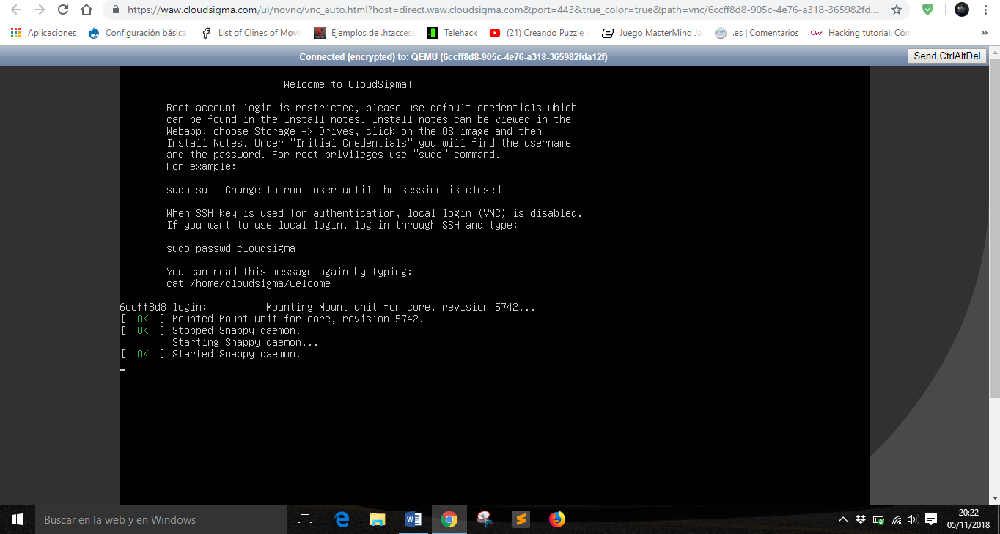 https://waw.cloudsigma.com/ui/novnc/vnc_auto.html?host=direct.waw.cloudsigma.com&port=443&true_color=true&path=vnc/6ccff8d8-905c-4e76-a318-365982fd...
Aplicaciones Configuración básica List of Clines of Movi Ejemplos de .htacces Telehack (21) Creando Puzzle - Juego MasterMind Ja .es | Comentarios Hacking tutorial: Cóm »
Connected (encrypted) to: QEMU (6ccff8d8-905c-4e76-a318-365982fda12f) Send CtrlAltDel
Welcome to CloudSigma!
Root account login is restricted, please use default credentials which
can be found in the Install notes. Install notes can be viewed in the
Webapp, choose Storage -> Drives, click on the OS image and then
Install Notes. Under "Initial Credentials" you will find the username
and the password. For root privileges use "sudo" command.
For example:
sudo su - Change to root user until the session is closed
When SSH key is used for authentication, local login (VNC) is disabled.
If you want to use local login, log in through SSH and type:
sudo passwd cloudsigma
You can read this message again by typing:
cat /home/cloudsigma/welcome
6ccff8d8 login: Mounting Mount unit for core, revision 5742...
[ OK ] Mounted Mount unit for core, revision 5742.
[ OK ] Stopped Snappy daemon.
Starting Snappy daemon...
[ OK ] Started Snappy daemon.
Buscar en la web y en Windows
20:22
05/11/2018